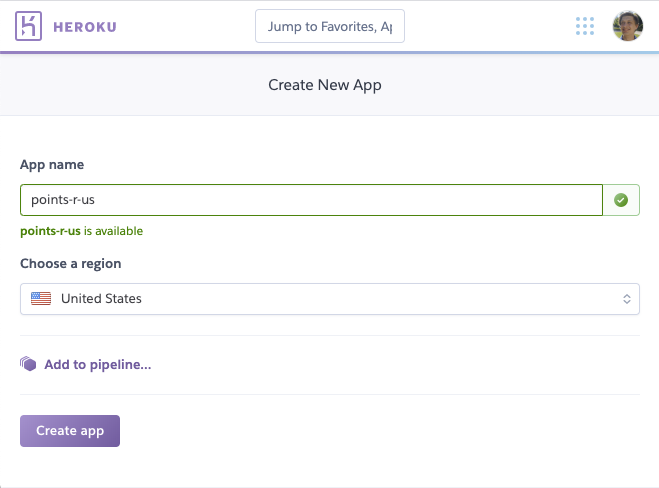 HEROKU
Jump to Favorites, Ap
Create New App
App name
points-r-us
points-r-us is available
Choose a region
United States
Add to pipeline...
Create app